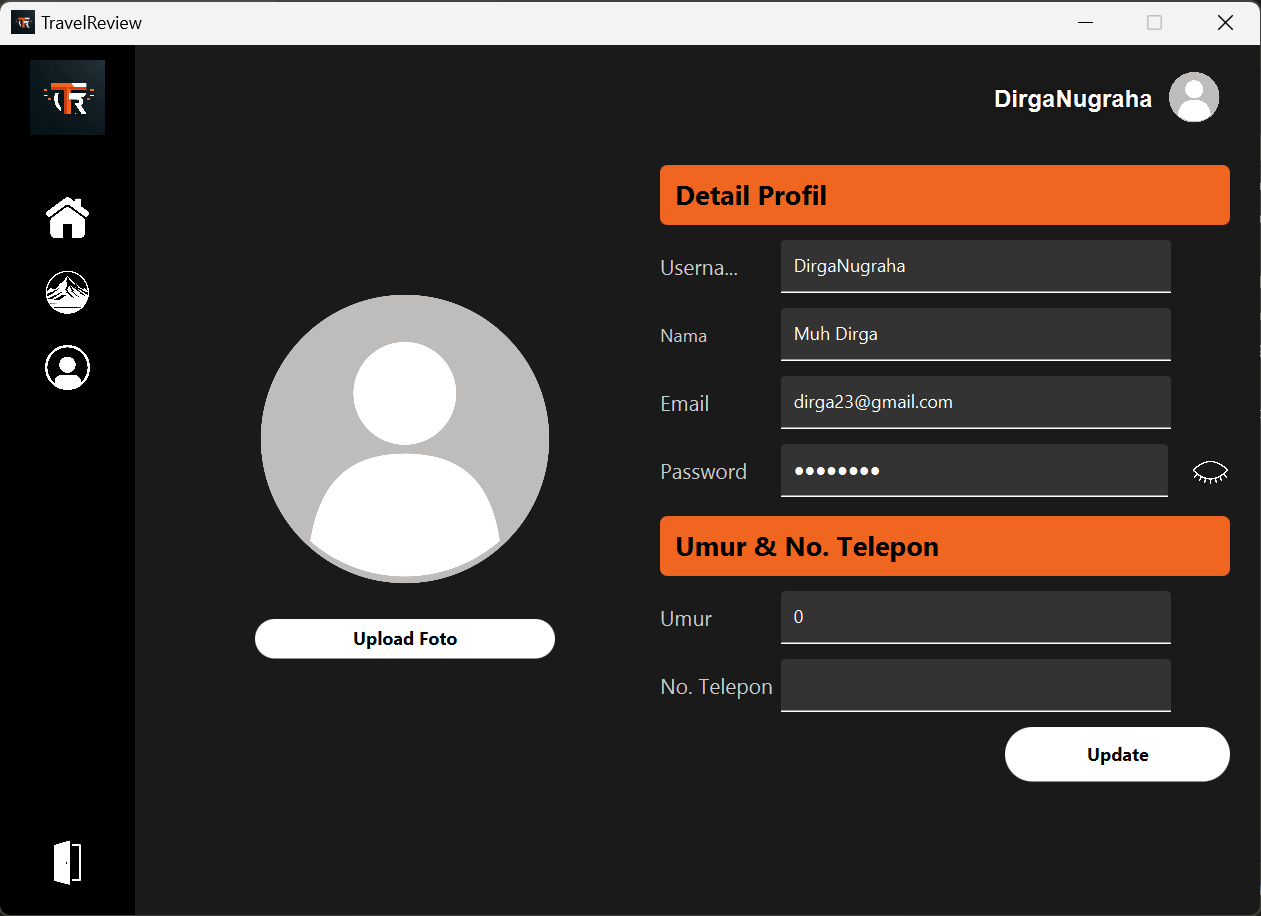 TravelReview
TR
DirgaNugraha
Detail Profil
Userna... DirgaNugraha
Nama Muh Dirga
Email dirga23@gmail.com
Password ●●●●●●●●
Umur & No. Telepon
Umur 0
No. Telepon
Upload Foto
Update